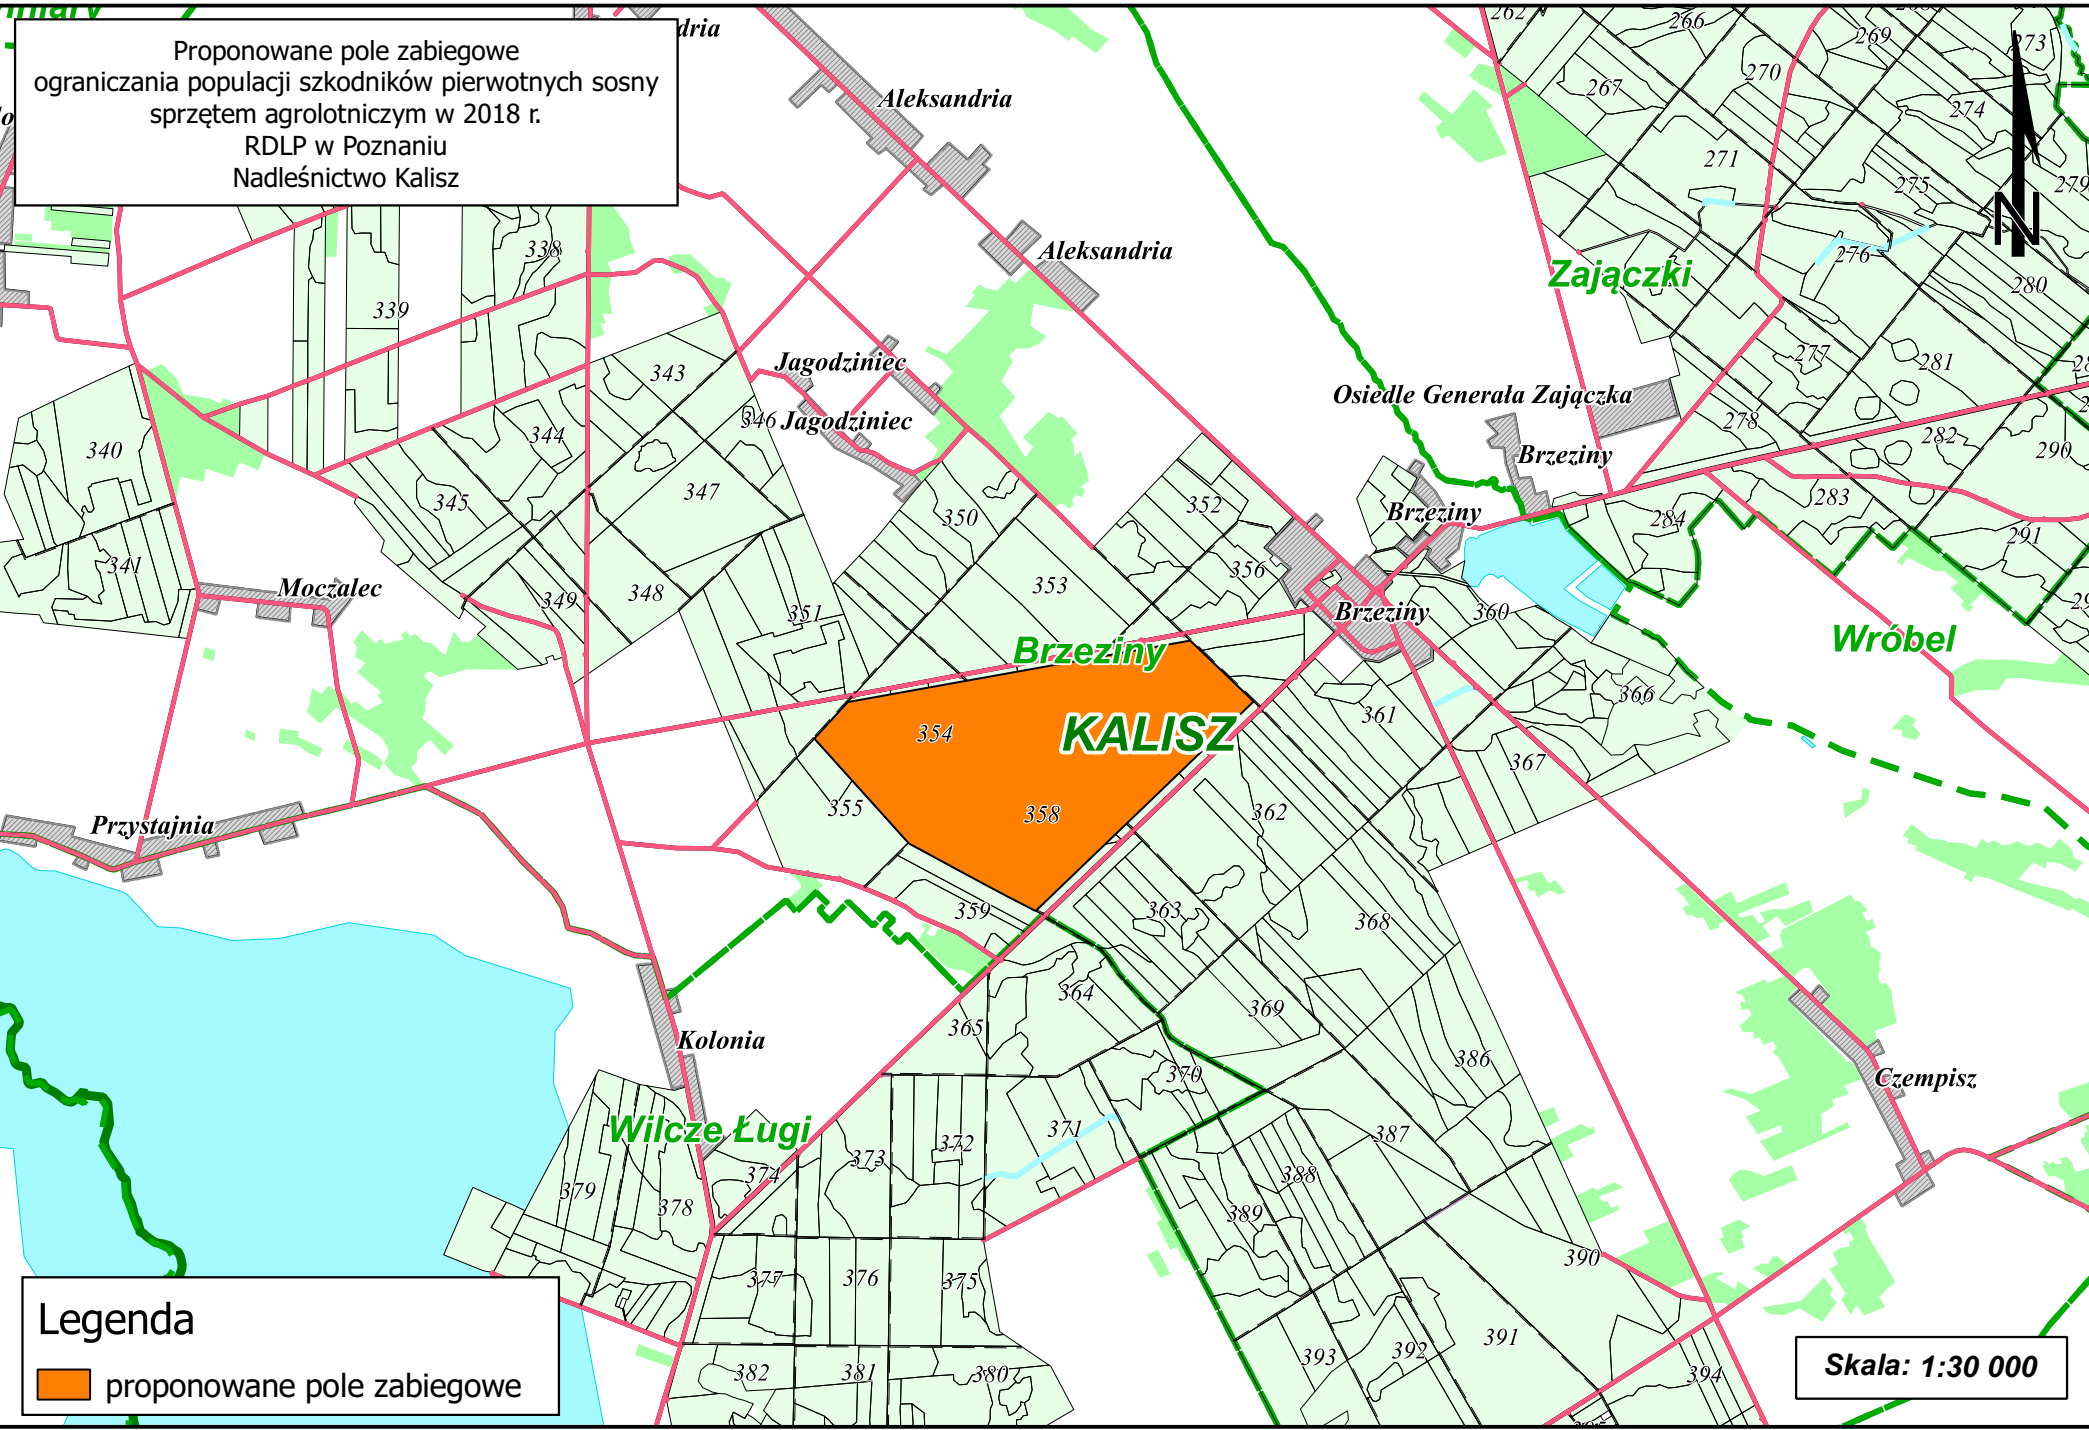 Proponowane pole zabiegowe
ograniczania populacji szkodników pierwotnych sosny
sprzętem agrolotniczym w 2018 r.
RDLP w Poznaniu
Nadleśnictwo Kalisz
dria
262
266
269
273
Aleksandria
267
270
274
271
275
279
N
338
Aleksandria
Zajączki
276
280
339
343
Jagodziniec
277
281
346
Jagodziniec
Osiedle Generała Zajączka
278
282
340
344
Brzeziny
290
345
347
350
352
Brzeziny
283
284
291
341
Moczalec
349
348
351
353
356
Brzeziny
360
Brzeziny
Wróbel
366
354
KALISZ
361
367
355
358
362
Przystajnia
359
363
368
364
369
365
Kolonia
370
386
Czempisz
Wilcze Ługi
371
372
373
374
387
379
378
388
389
390
377
376
375
391
392
393
394
382
381
380
Legenda
proponowane pole zabiegowe
Skala: 1:30 000